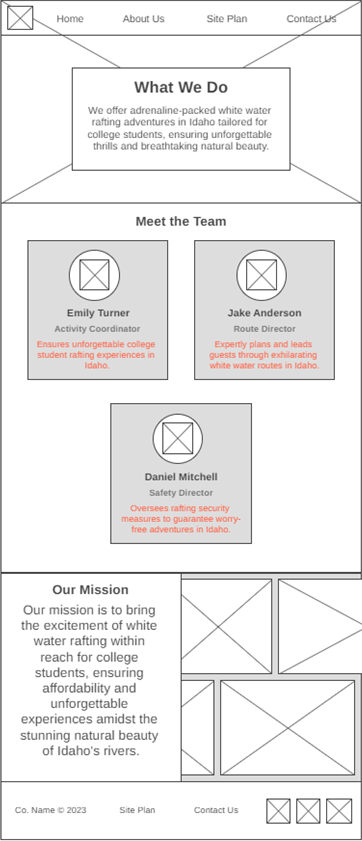 Home About Us Site Plan Contact Us
What We Do
We offer adrenaline-packed white water
rafting adventures in Idaho tailored for
college students, ensuring unforgettable
thrills and breathtaking natural beauty.
Meet the Team
Emily Turner
Activity Coordinator
Ensures unforgettable college
student rafting experiences in
Idaho.
Jake Anderson
Route Director
Expertly plans and leads
guests through exhilarating
white water routes in Idaho.
Daniel Mitchell
Safety Director
Oversees rafting security
measures to guarantee worry-
free adventures in Idaho.
Our Mission
Our mission is to bring
the excitement of white
water rafting within
reach for college
students, ensuring
affordability and
unforgettable
experiences amidst the
stunning natural beauty
of Idaho's rivers.
Co. Name © 2023 Site Plan Contact Us